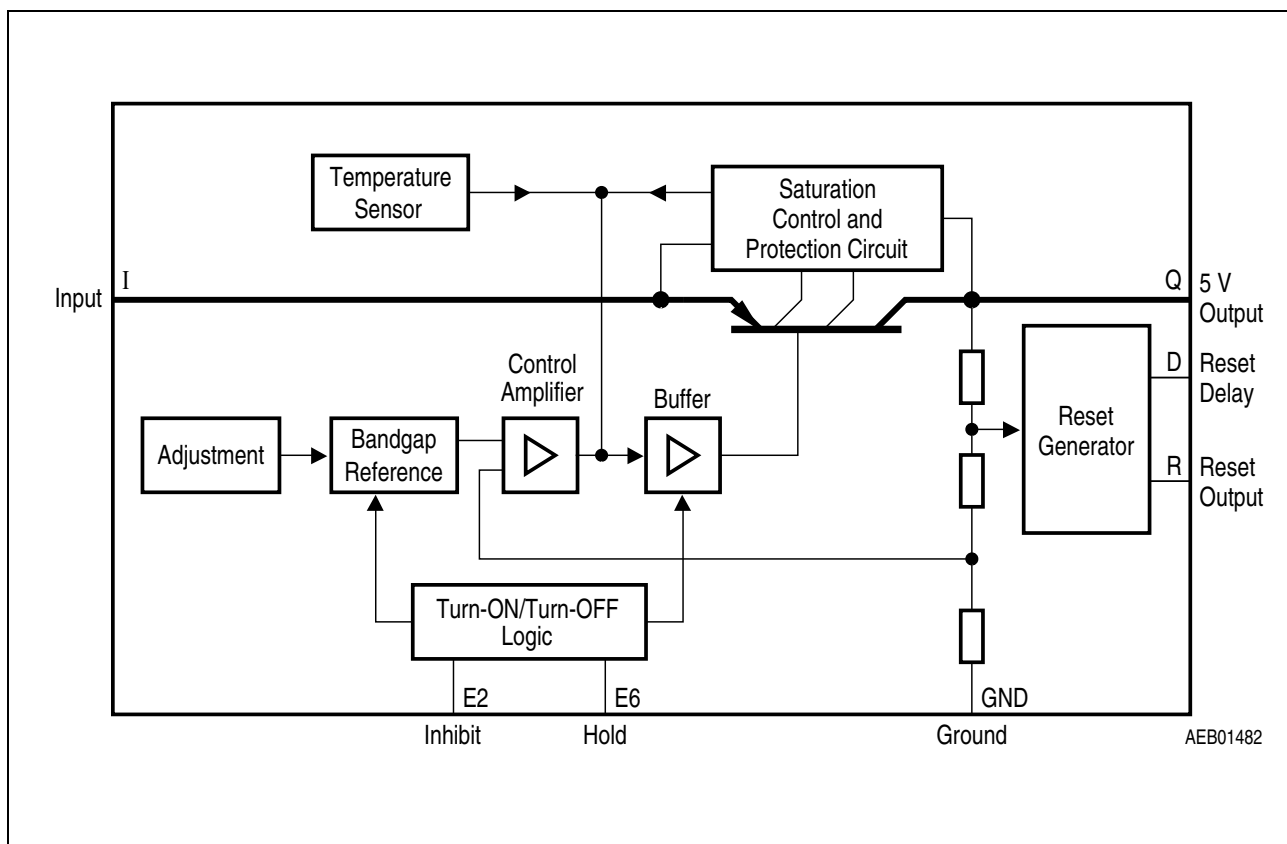 Temperature
Sensor
Saturation
Control and
Protection Circuit
Input
I
Q
5 V
Output
Control
Amplifier
Buffer
D
Reset
Delay
Adjustment
Bandgap
Reference
Reset
Generator
R
Reset
Output
Turn-ON/Turn-OFF
Logic
E2
E6
GND
Inhibit
Hold
Ground
AEB01482